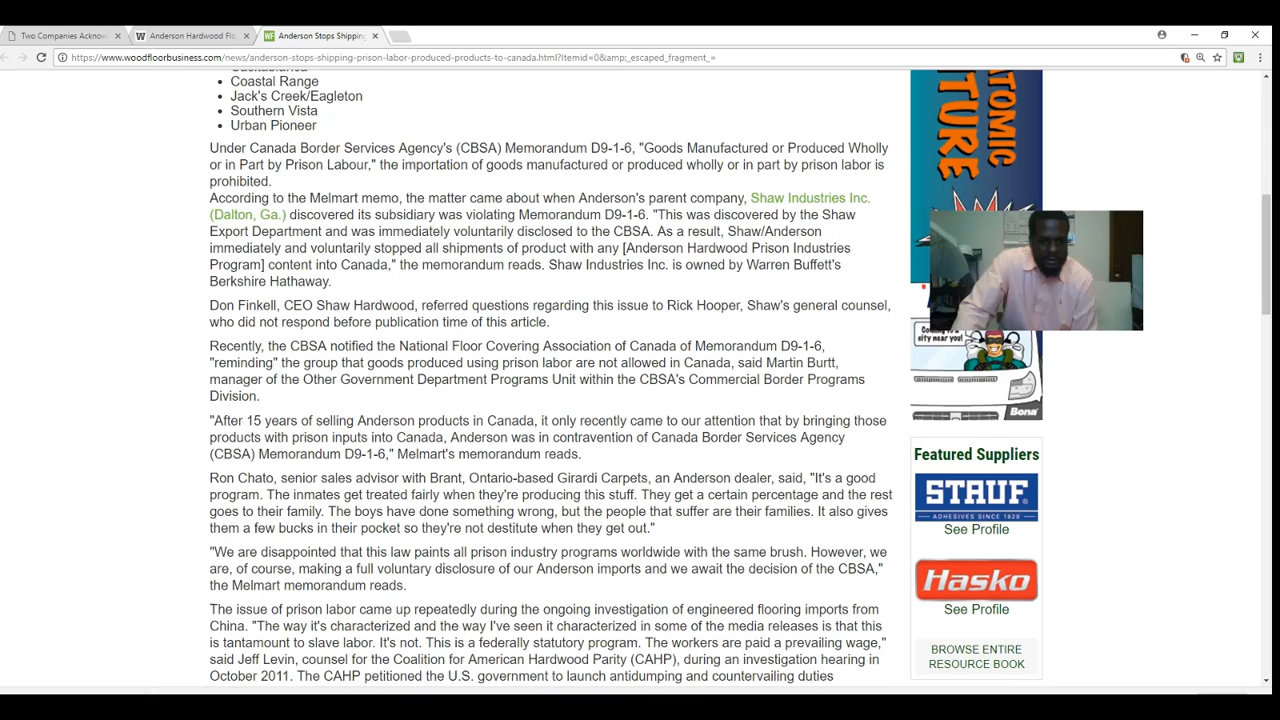 Two Companies Acknow
Anderson Hardwood Flo
Anderson Stops Shipping
https://www.woodfloorbusiness.com/news/anderson-stops-shipping-prison-labor-produced-products-to-canada.html?itemid=0&amp;_escaped_fragment_=
• Coastal Range
• Jack's Creek/Eagleton
• Southern Vista
• Urban Pioneer
Under Canada Border Services Agency's (CBSA) Memorandum D9-1-6, "Goods Manufactured or Produced Wholly
or in Part by Prison Labour," the importation of goods manufactured or produced wholly or in part by prison labor is
prohibited.
According to the Melmart memo, the matter came about when Anderson's parent company, Shaw Industries Inc.
(Dalton, Ga.) discovered its subsidiary was violating Memorandum D9-1-6. "This was discovered by the Shaw
Export Department and was immediately voluntarily disclosed to the CBSA. As a result, Shaw/Anderson
immediately and voluntarily stopped all shipments of product with any [Anderson Hardwood Prison Industries
Program] content into Canada," the memorandum reads. Shaw Industries Inc. is owned by Warren Buffett's
Berkshire Hathaway.
Don Finkell, CEO Shaw Hardwood, referred questions regarding this issue to Rick Hooper, Shaw's general counsel,
who did not respond before publication time of this article.
Recently, the CBSA notified the National Floor Covering Association of Canada of Memorandum D9-1-6,
"reminding" the group that goods produced using prison labor are not allowed in Canada, said Martin Burtt,
manager of the Other Government Department Programs Unit within the CBSA's Commercial Border Programs
Division.
"After 15 years of selling Anderson products in Canada, it only recently came to our attention that by bringing those
products with prison inputs into Canada, Anderson was in contravention of Canada Border Services Agency
(CBSA) Memorandum D9-1-6," Melmart's memorandum reads.
Ron Chato, senior sales advisor with Brant, Ontario-based Girardi Carpets, an Anderson dealer, said, "It's a good
program. The inmates get treated fairly when they're producing this stuff. They get a certain percentage and the rest
goes to their family. The boys have done something wrong, but the people that suffer are their families. It also gives
them a few bucks in their pocket so they're not destitute when they get out."
"We are disappointed that this law paints all prison industry programs worldwide with the same brush. However, we
are, of course, making a full voluntary disclosure of our Anderson imports and we await the decision of the CBSA,"
the Melmart memorandum reads.
The issue of prison labor came up repeatedly during the ongoing investigation of engineered flooring imports from
China. "The way it's characterized and the way I've seen it characterized in some of the media releases is that this
is tantamount to slave labor. It's not. This is a federally statutory program. The workers are paid a prevailing wage,"
said Jeff Levin, counsel for the Coalition for American Hardwood Parity (CAHP), during an investigation hearing in
October 2011. The CAHP petitioned the U.S. government to launch antidumping and countervailing duties
TOMIC
TURE
city near you!
Bona
Featured Suppliers
STAUF
ADHESIVES SINCE 1828
See Profile
Hasko
See Profile
BROWSE ENTIRE
RESOURCE BOOK